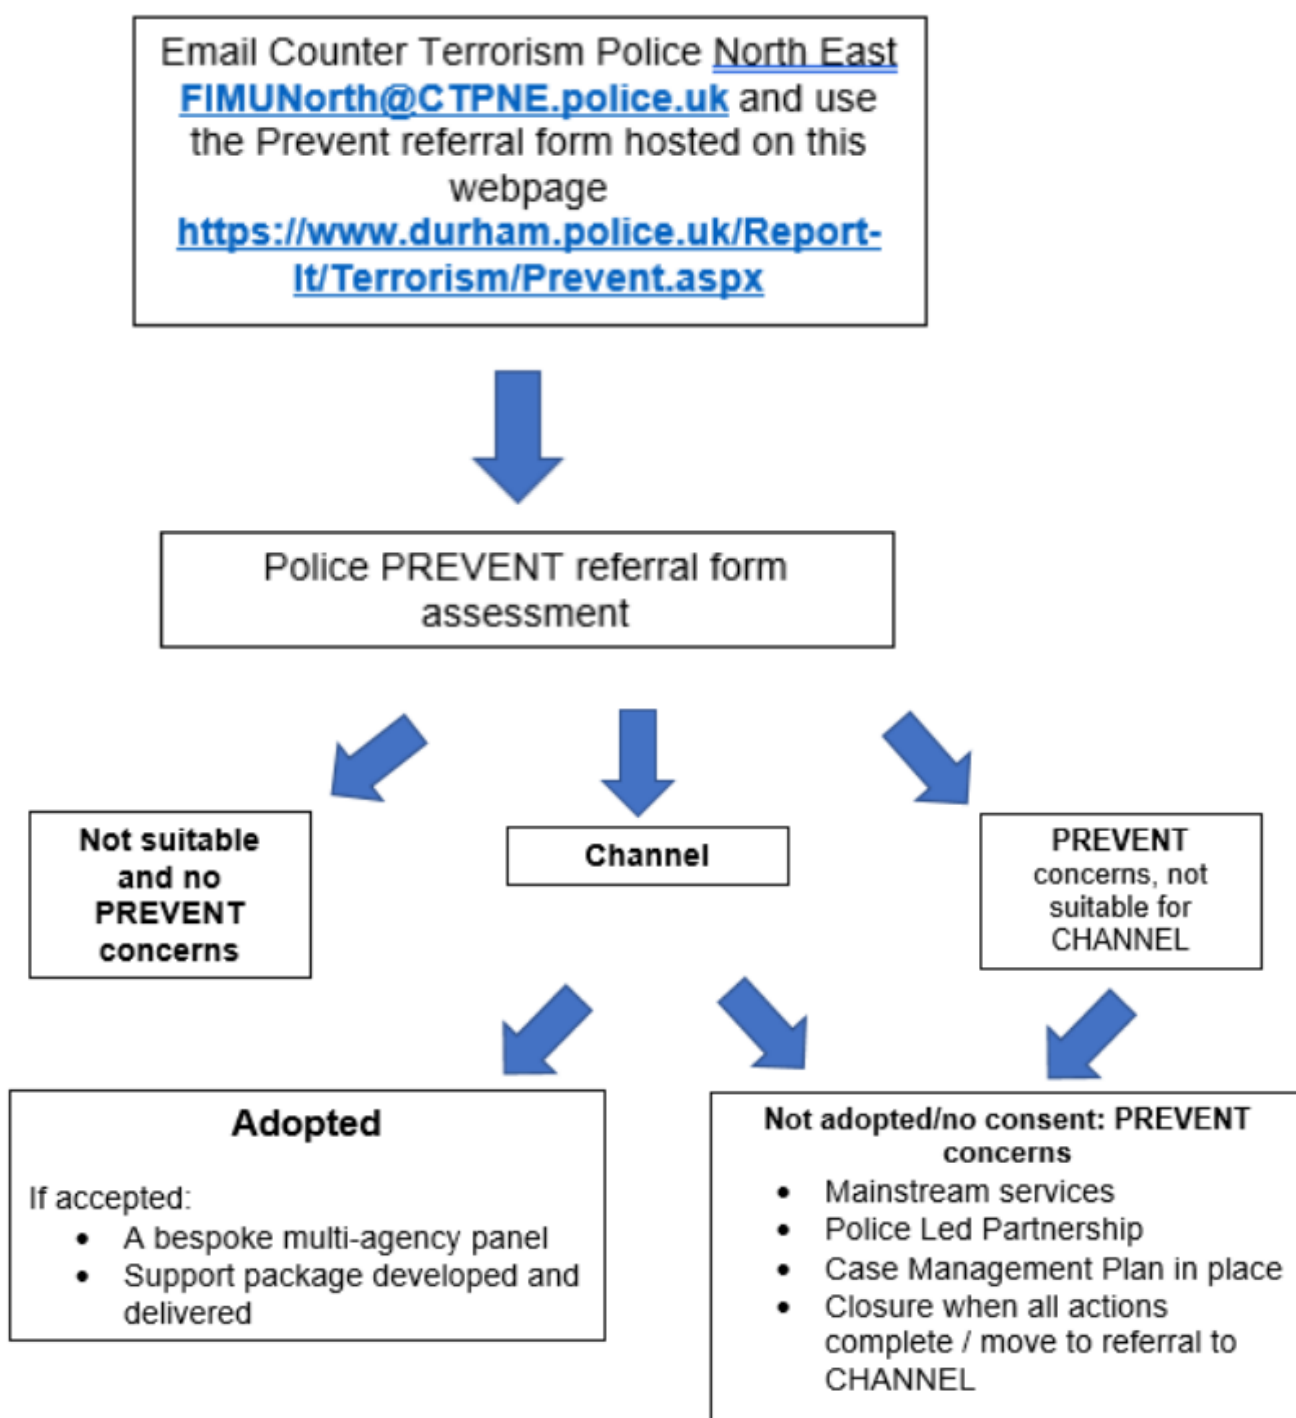 Email Counter Terrorism Police North East
FIMUNorth@CTPNE.police.uk and use
the Prevent referral form hosted on this
webpage
https://www.durham.police.uk/Report-
It/Terrorism/Prevent.aspx
Police PREVENT referral form
assessment
Not suitable
and no
PREVENT
concerns
Channel
PREVENT
concerns, not
suitable for
CHANNEL
Adopted
If accepted:
• A bespoke multi-agency panel
• Support package developed and
delivered
Not adopted/no consent: PREVENT
concerns
• Mainstream services
• Police Led Partnership
• Case Management Plan in place
• Closure when all actions
complete / move to referral to
CHANNEL